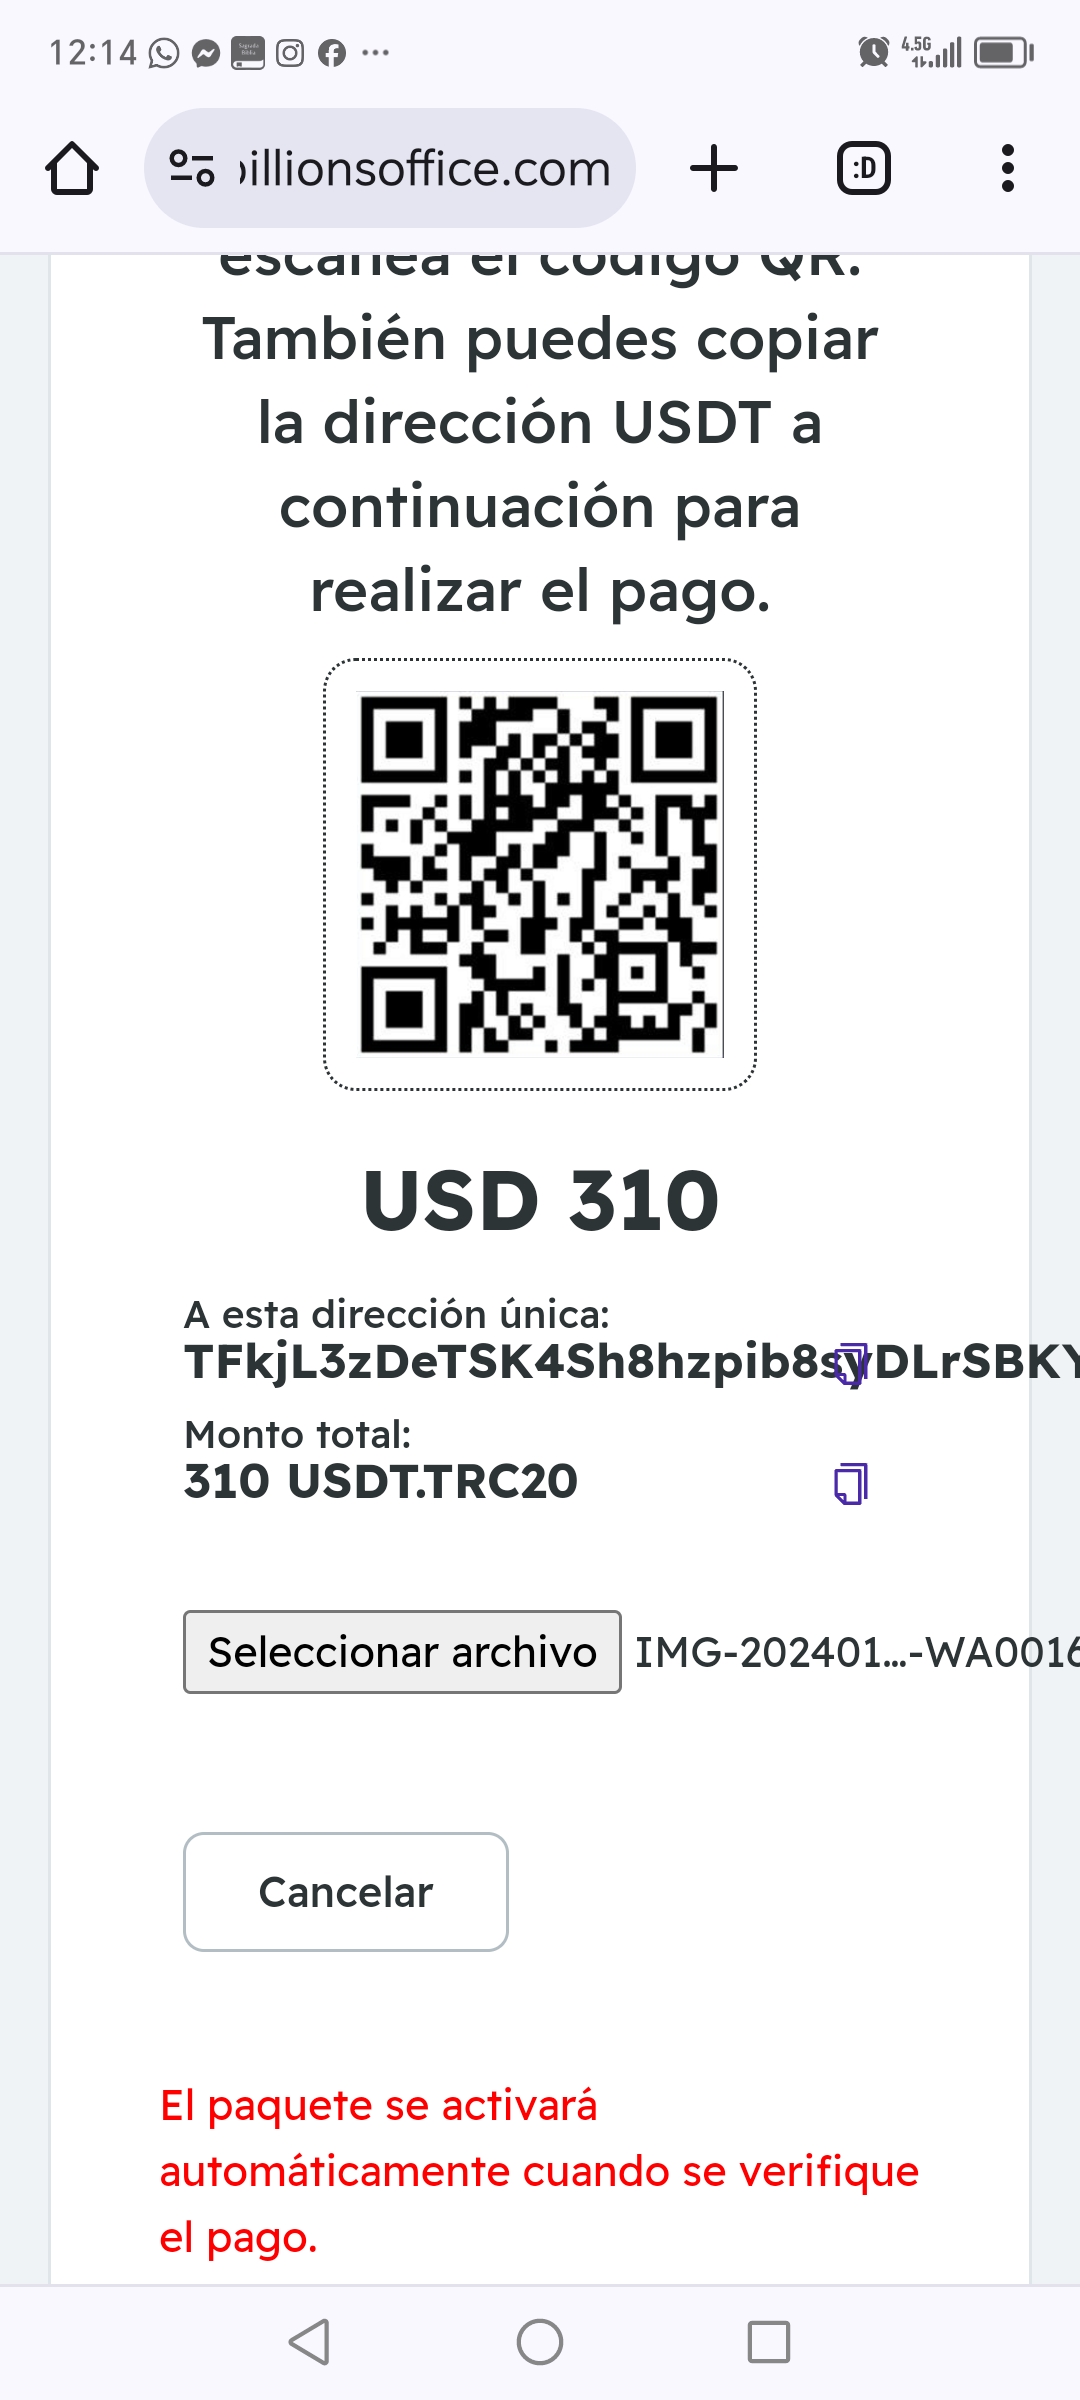 12:14
4.5G
illionsoffice.com
:D
escanea el código QR.
También puedes copiar
la dirección USDT a
continuación para
realizar el pago.
USD 310
A esta dirección única:
TFkjL3zDeTSK4Sh8hzpib8syDLrSBKY
Monto total:
310 USDT.TRC20
Seleccionar archivo IMG-202401...-WA0016
Cancelar
El paquete se activará
automáticamente cuando se verifique
el pago.